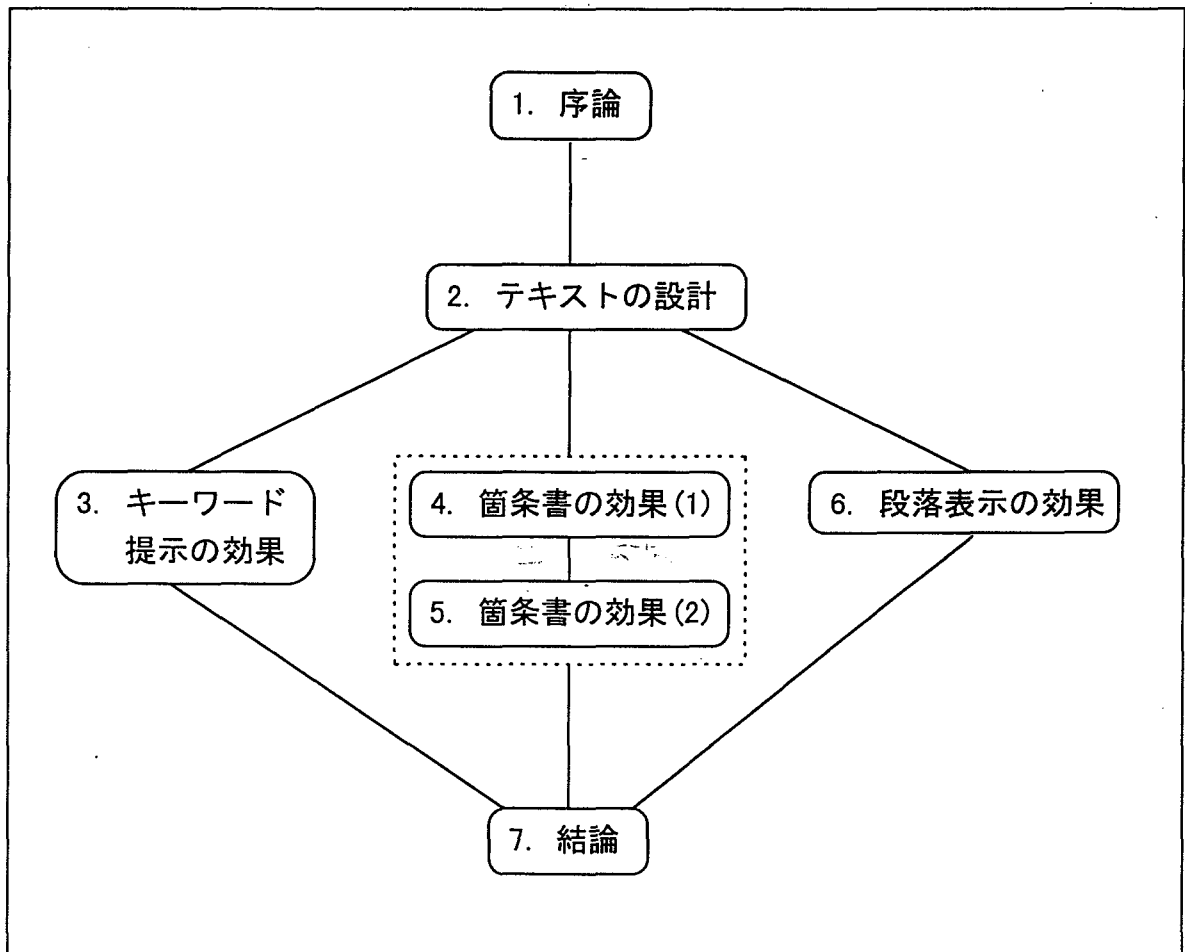 1. 序論
2. テキストの設計
3. キーワード
提示の効果
4. 箇条書の効果(1)
5. 箇条書の効果(2)
6. 段落表示の効果
7. 結論